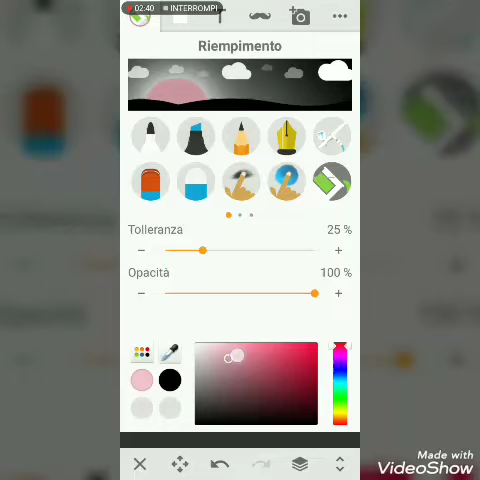 02:40 INTERROMPI
Riempimento
Tolleranza 25 %
Opacità 100 %
Made with
VideoShow